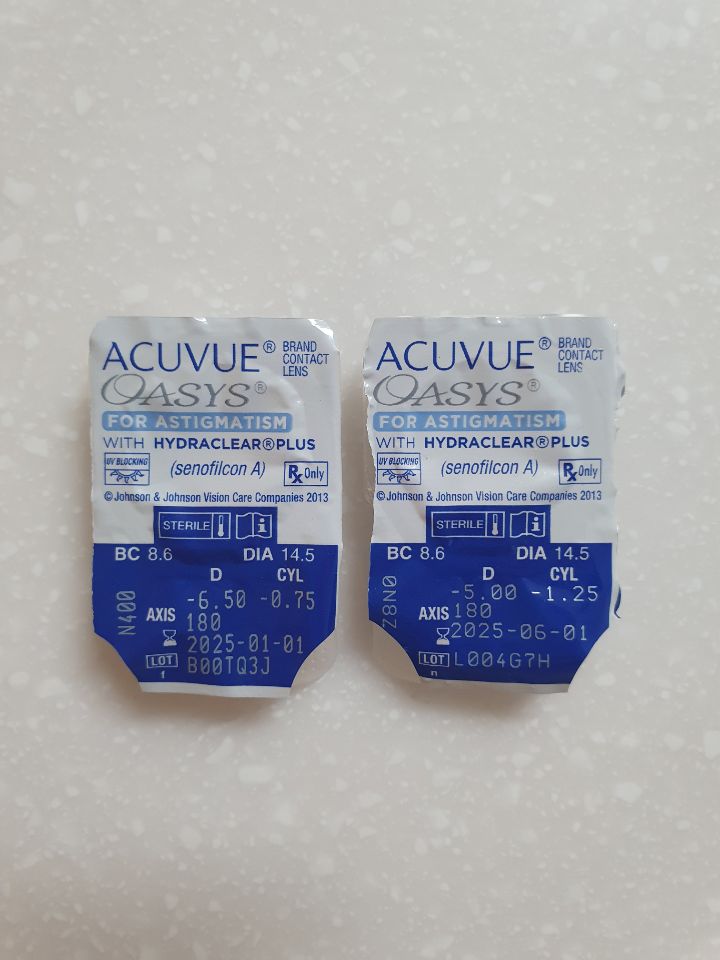 ACUVUE® BRAND CONTACT LENS
OASYS®
FOR ASTIGMATISM
WITH HYDRACLEAR®PLUS
UV BLOCKING (senofilcon A) Rx Only
© Johnson & Johnson Vision Care Companies 2013
STERILE i
BC 8.6 DIA 14.5
D CYL
-6.50 -0.75
N400
AXIS 180
2025-01-01
LOT B00TQ3J
f
ACUVUE® BRAND CONTACT LENS
OASYS®
FOR ASTIGMATISM
WITH HYDRACLEAR®PLUS
UV BLOCKING (senofilcon A) Rx Only
© Johnson & Johnson Vision Care Companies 2013
STERILE i
BC 8.6 DIA 14.5
D CYL
-5.00 -1.25
Z8N0
AXIS 180
2025-06-01
LOT L004G7H
n